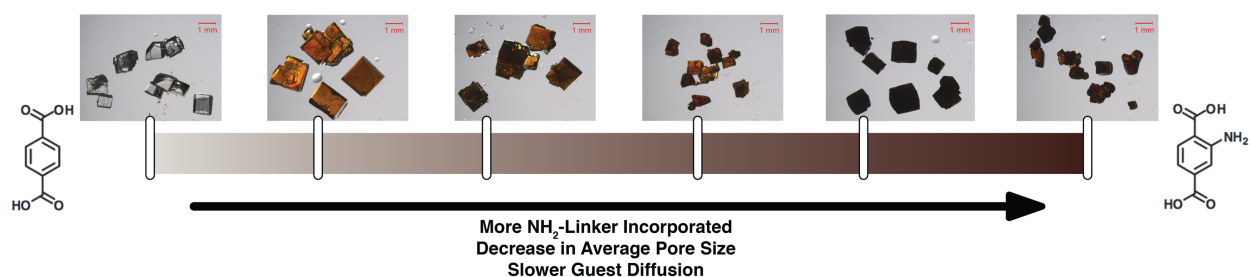 1 mm
1 mm
1 mm
1 mm
1 mm
1 mm
O
OH
HO
O
O
OH
NH₂
HO
O
More NH₂-Linker Incorporated
Decrease in Average Pore Size
Slower Guest Diffusion